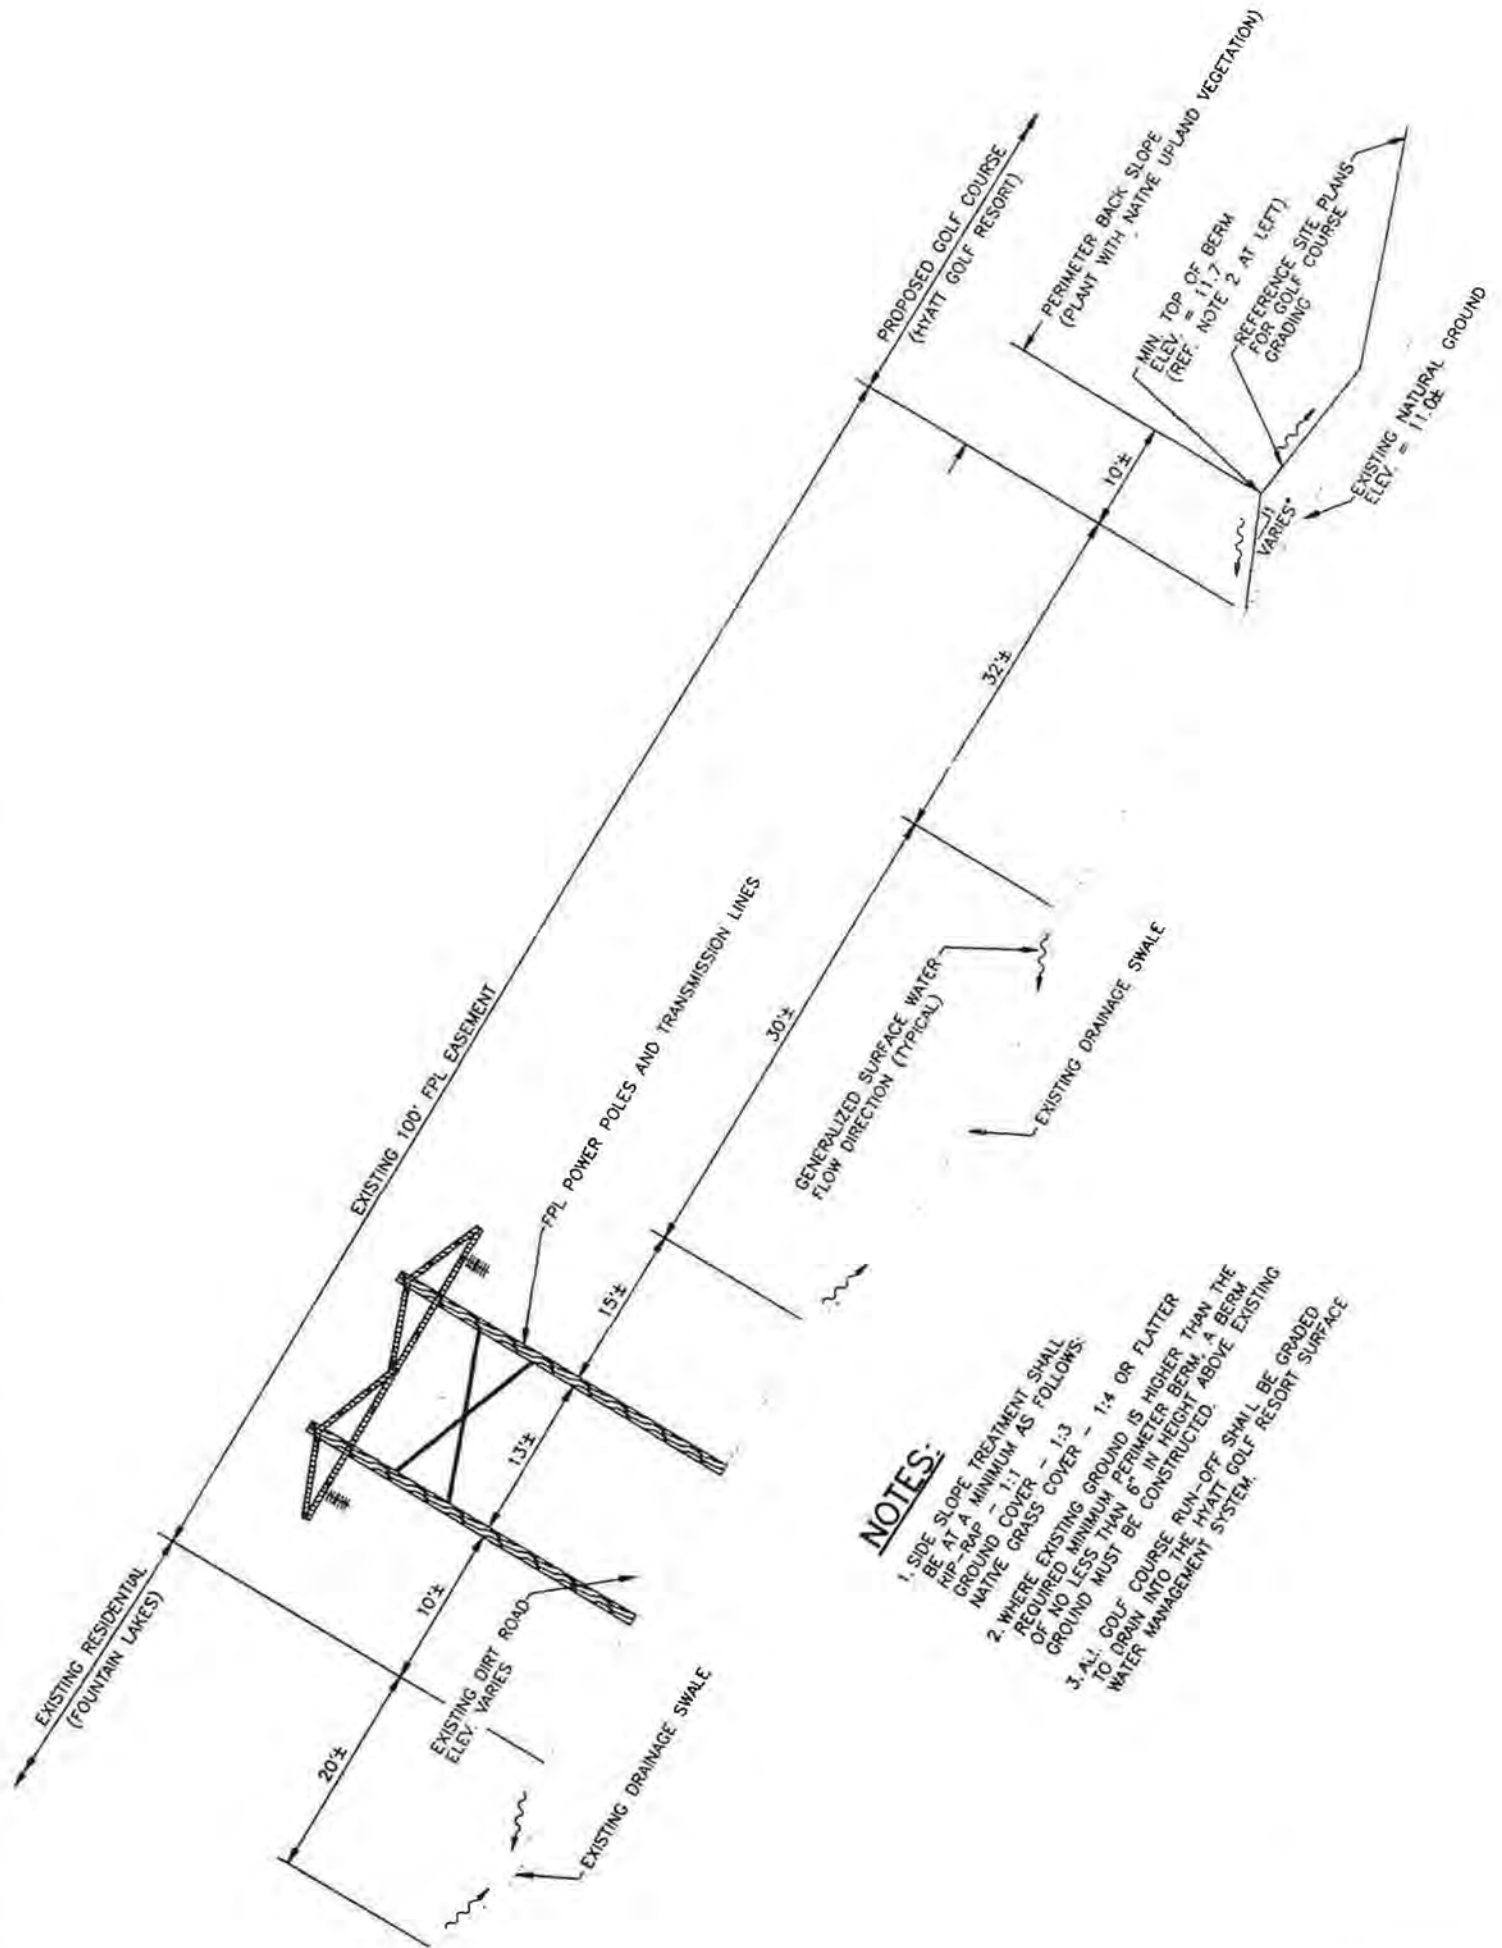 EXISTING RESIDENTIAL
(FOUNTAIN LAKES)
EXISTING 100' FPL EASEMENT
PROPOSED GOLF COURSE
(HYATT GOLF RESORT)
PERIMETER BACK SLOPE
(PLANT WITH NATIVE UPLAND VEGETATION)
MIN. TOP OF BERM
ELEV. = 11.7
(REF. NOTE 2 AT LEFT)
REFERENCE SITE PLANS
FOR GOLF COURSE
GRADING
EXISTING NATURAL GROUND
ELEV. = 11.0±
1
VARIES*
FPL POWER POLES AND TRANSMISSION LINES
20'±
10'±
13'±
15'±
30'±
32'±
10'±
EXISTING DIRT ROAD
ELEV. VARIES
EXISTING DRAINAGE SWALE
GENERALIZED SURFACE WATER
FLOW DIRECTION (TYPICAL)
EXISTING DRAINAGE SWALE
NOTES:
1. SIDE SLOPE TREATMENT SHALL
BE AT A MINIMUM AS FOLLOWS:
RIP-RAP - 1:1
GROUND COVER - 1:3
NATIVE GRASS COVER - 1:4 OR FLATTER
2. WHERE EXISTING GROUND IS HIGHER THAN THE
REQUIRED MINIMUM PERIMETER BERM, A BERM
OF NO LESS THAN 6" IN HEIGHT ABOVE EXISTING
GROUND MUST BE CONSTRUCTED.
3. ALL GOLF COURSE RUN-OFF SHALL BE GRADED
TO DRAIN INTO THE HYATT GOLF RESORT SURFACE
WATER MANAGEMENT SYSTEM.